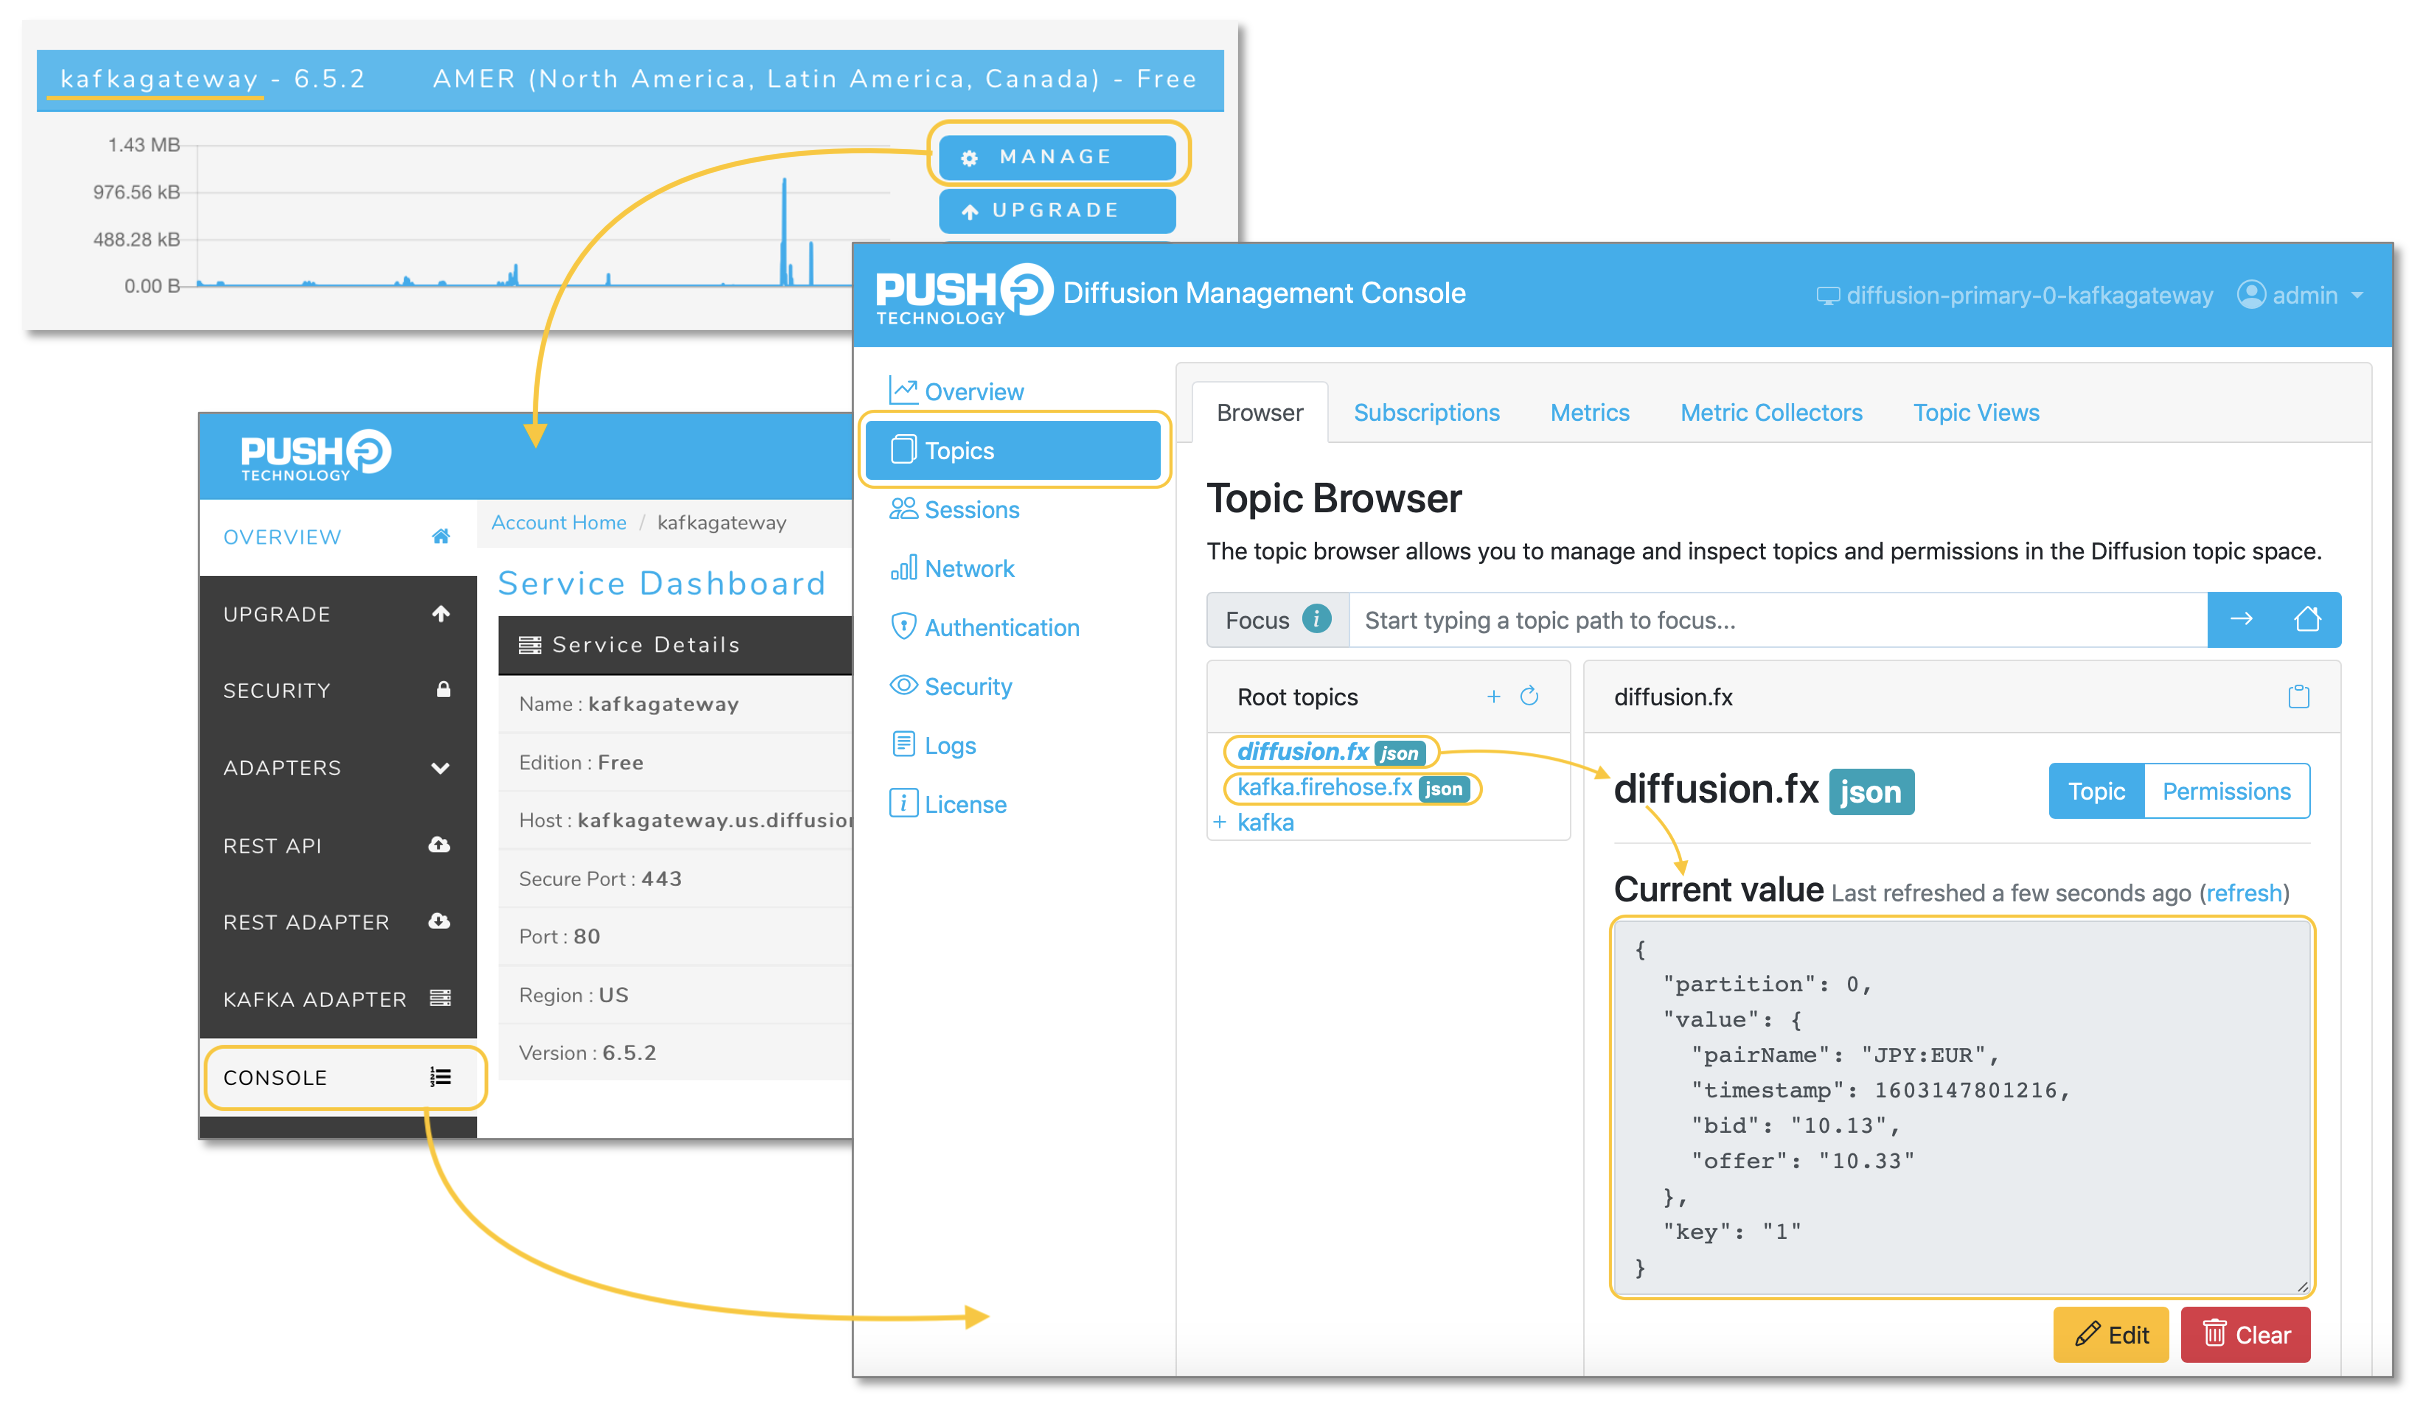 kafkagateway - 6.5.2 AMER (North America, Latin America, Canada) - Free
1.43 MB
976.56 kB
488.28 kB
0.00 B
MANAGE
UPGRADE
PUSH
TECHNOLOGY
OVERVIEW
UPGRADE
SECURITY
ADAPTERS
REST API
REST ADAPTER
KAFKA ADAPTER
CONSOLE
Account Home / kafkagateway
Service Dashboard
Service Details
Name : kafkagateway
Edition : Free
Host : kafkagateway.us.diffusion
Secure Port : 443
Port : 80
Region : US
Version : 6.5.2
PUSH
TECHNOLOGY
Diffusion Management Console
diffusion-primary-0-kafkagateway
admin
Overview
Topics
Sessions
Network
Authentication
Security
Logs
License
Browser Subscriptions Metrics Metric Collectors Topic Views
Topic Browser
The topic browser allows you to manage and inspect topics and permissions in the Diffusion topic space.
Focus i Start typing a topic path to focus...
Root topics +
diffusion.fx json
kafka.firehose.fx json
+ kafka
diffusion.fx
diffusion.fx json
Topic Permissions
Current value Last refreshed a few seconds ago (refresh)
{
"partition": 0,
"value": {
"pairName": "JPY:EUR",
"timestamp": 1603147801216,
"bid": "10.13",
"offer": "10.33"
},
"key": "1"
}
Edit
Clear